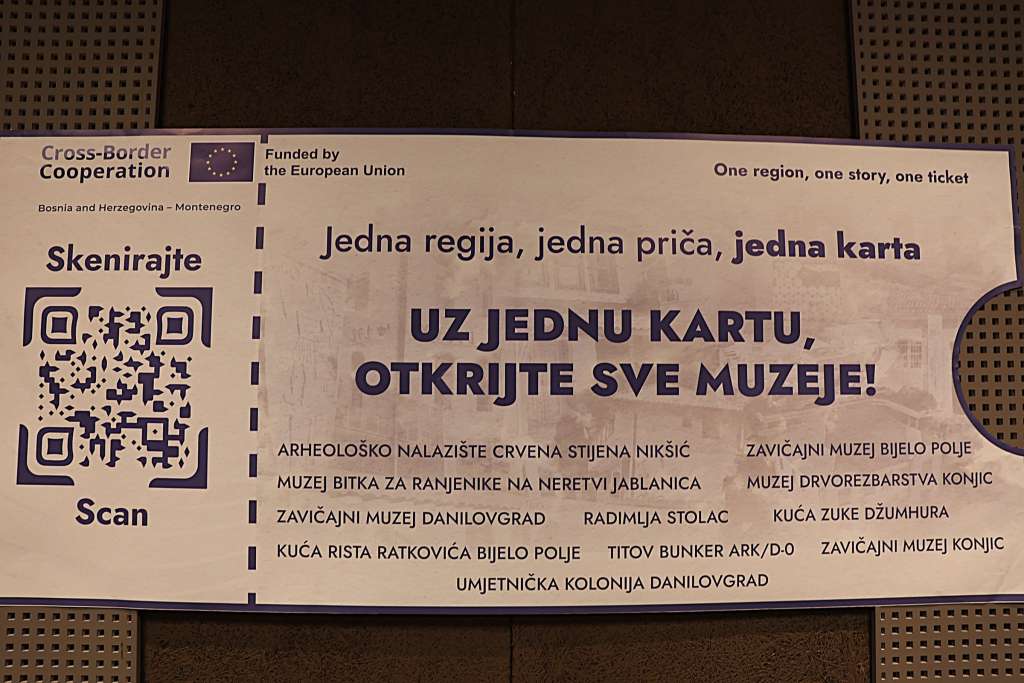 Cross-Border
Cooperation
Funded by
the European Union
Bosnia and Herzegovina – Montenegro
One region, one story, one ticket
Skenirajte
Scan
Jedna regija, jedna priča, jedna karta
UZ JEDNU KARTU,
OTKRIJTE SVE MUZEJE!
ARHEOLOŠKO NALAZIŠTE CRVENA STIJENA NIKŠIĆ ZAVIČAJNI MUZEJ BIJELO POLJE
MUZEJ BITKA ZA RANJENIKE NA NERETVI JABLANICA MUZEJ DRVOREZBARSTVA KONJIC
ZAVIČAJNI MUZEJ DANILOVGRAD RADIMLJA STOLAC KUĆA ZUKE DŽUMHURA
KUĆA RISTA RATKOVIĆA BIJELO POLJE TITOV BUNKER ARK/D-0 ZAVIČAJNI MUZEJ KONJIC
UMJETNIČKA KOLONIJA DANILOVGRAD